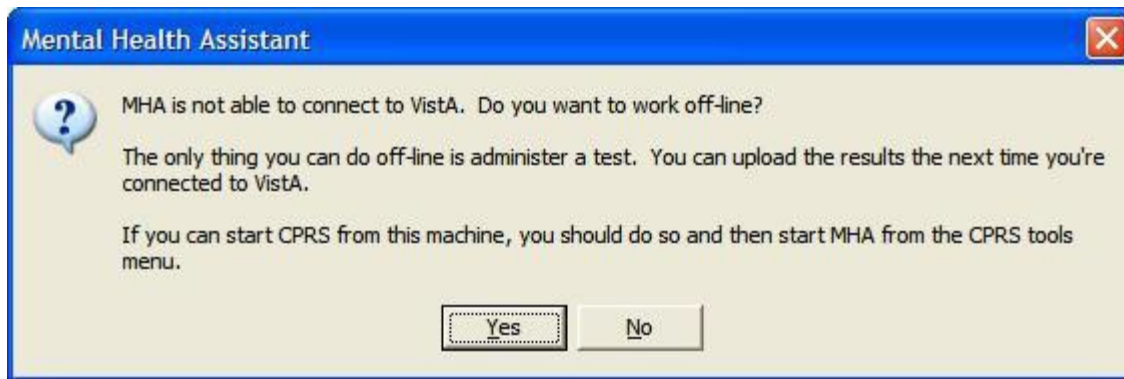 Mental Health Assistant
MHA is not able to connect to VistA.  Do you want to work off-line?
The only thing you can do off-line is administer a test.  You can upload the results the next time you're
connected to VistA.
If you can start CPRS from this machine, you should do so and then start MHA from the CPRS tools
menu.
Yes
No